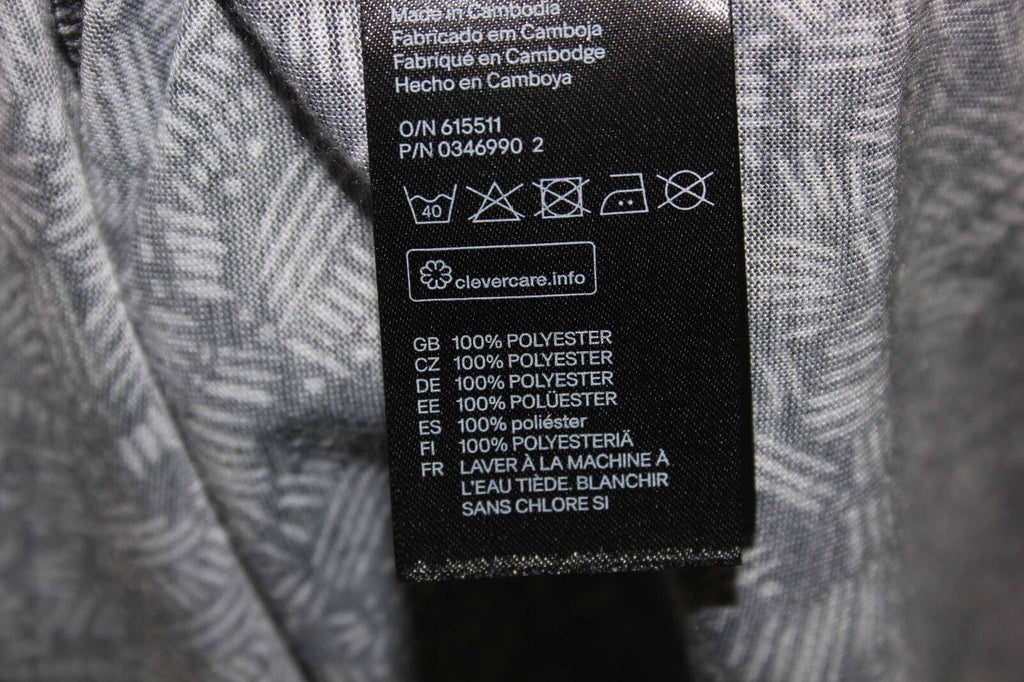 Made in Cambodia
Fabricado em Camboja
Fabriqué en Cambodge
Hecho en Camboya
O/N 615511
P/N 0346990 2
40
clevercare.info
GB 100% POLYESTER
CZ 100% POLYESTER
DE 100% POLYESTER
EE 100% POLÜESTER
ES 100% poliéster
FI 100% POLYESTERIÄ
FR LAVER À LA MACHINE À
L'EAU TIÈDE. BLANCHIR
SANS CHLORE SI